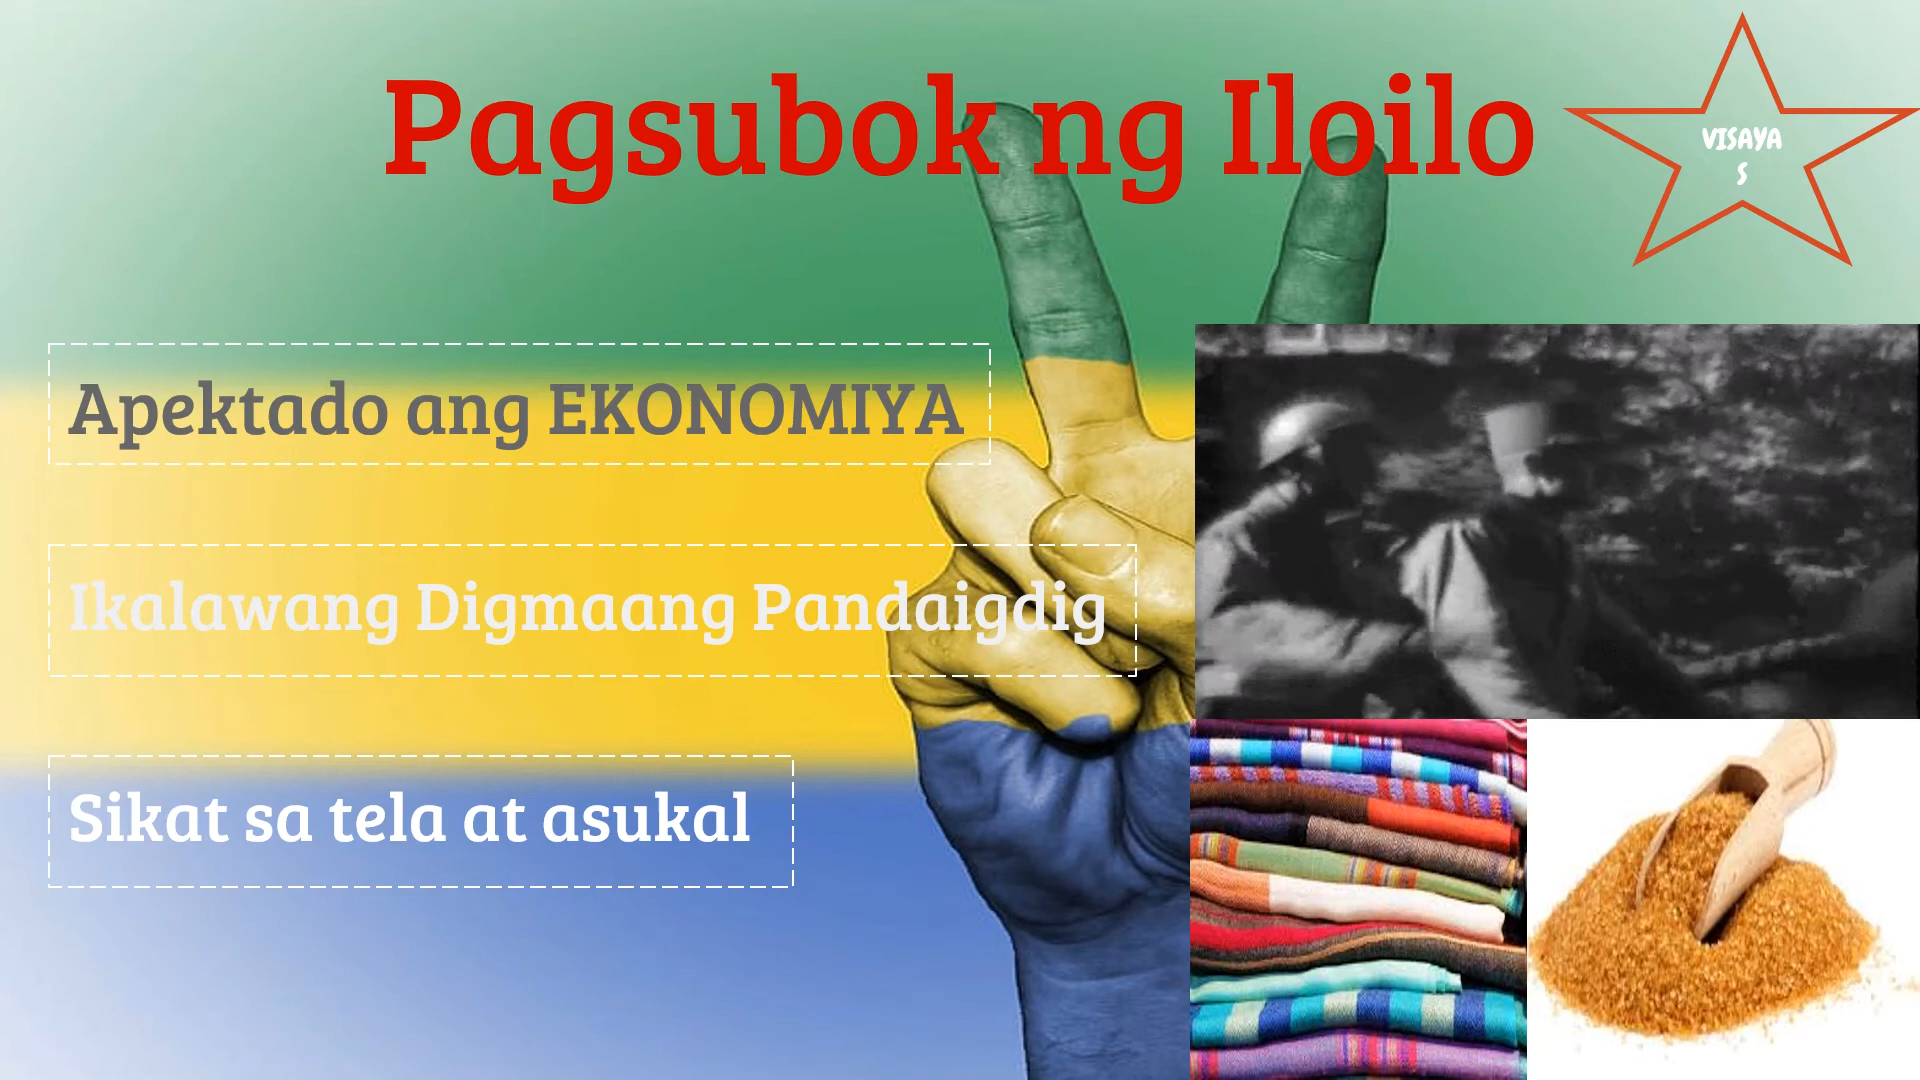 Pagsubok ng Iloilo
VISAYA
S
Apektado ang EKONOMIYA
Ikalawang Digmaang Pandaigdig
Sikat sa tela at asukal